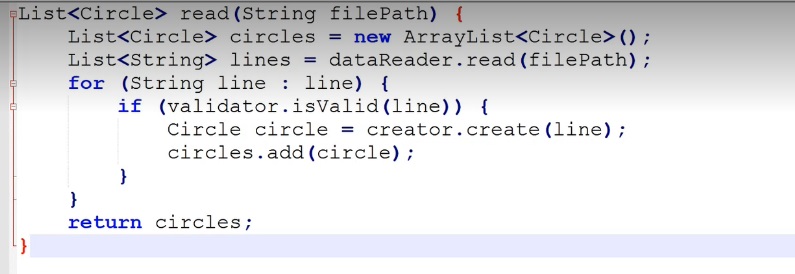 List<Circle> read(String filePath) {
    List<Circle> circles = new ArrayList<Circle>();
    List<String> lines = dataReader.read(filePath);
    for (String line : line) {
        if (validator.isValid(line)) {
            Circle circle = creator.create(line);
            circles.add(circle);
        }
    }
    return circles;
}